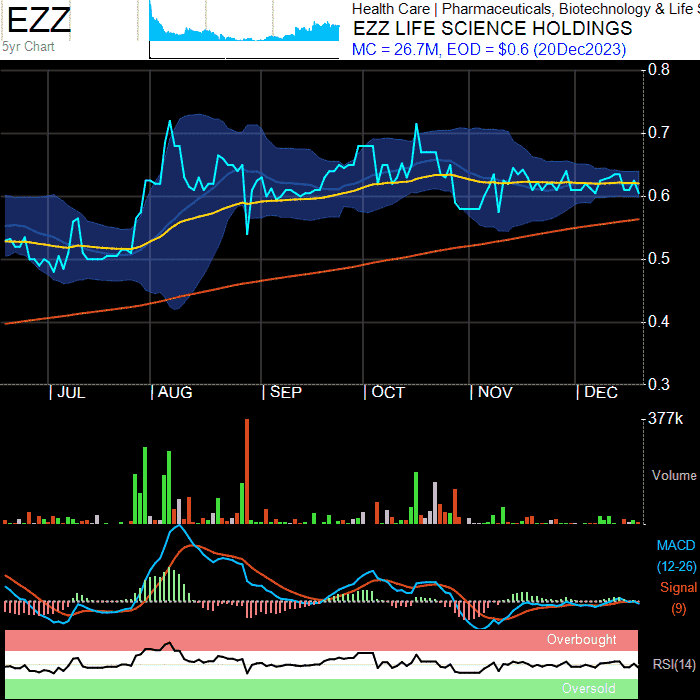 EZZ
5yr Chart
Health Care | Pharmaceuticals, Biotechnology & Life S
EZZ LIFE SCIENCE HOLDINGS
MC = 26.7M, EOD = $0.6 (20Dec2023)
0.8
0.7
0.6
0.5
0.4
0.3
| JUL | AUG | SEP | OCT | NOV | DEC
377k
Volume
MACD
(12-26)
Signal
(9)
Overbought
RSI(14)
Oversold